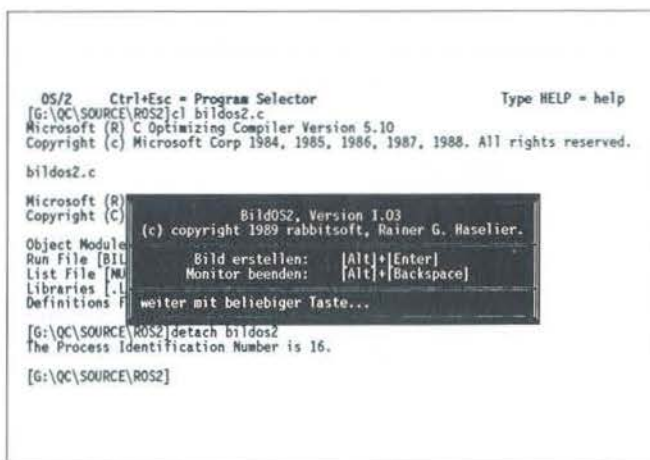 OS/2 Ctrl+Esc = Program Selector Type HELP = help
[G:\QC\SOURCE\ROS2]cl bildos2.c
Microsoft (R) C Optimizing Compiler Version 5.10
Copyright (c) Microsoft Corp 1984, 1985, 1986, 1987, 1988. All rights reserved.
bildos2.c
Microsoft (R)
Copyright (C)
BildOS2, Version 1.03
(c) copyright 1989 rabbitsoft, Rainer G. Haselier.
Object Module
Run File [BIL
List File [NU
Libraries [.L
Definitions F
Bild erstellen: [Alt]+[Enter]
Monitor beenden: [Alt]+[Backspace]
weiter mit beliebiger Taste...
[G:\QC\SOURCE\ROS2]detach bildos2
The Process Identification Number is 16.
[G:\QC\SOURCE\ROS2]